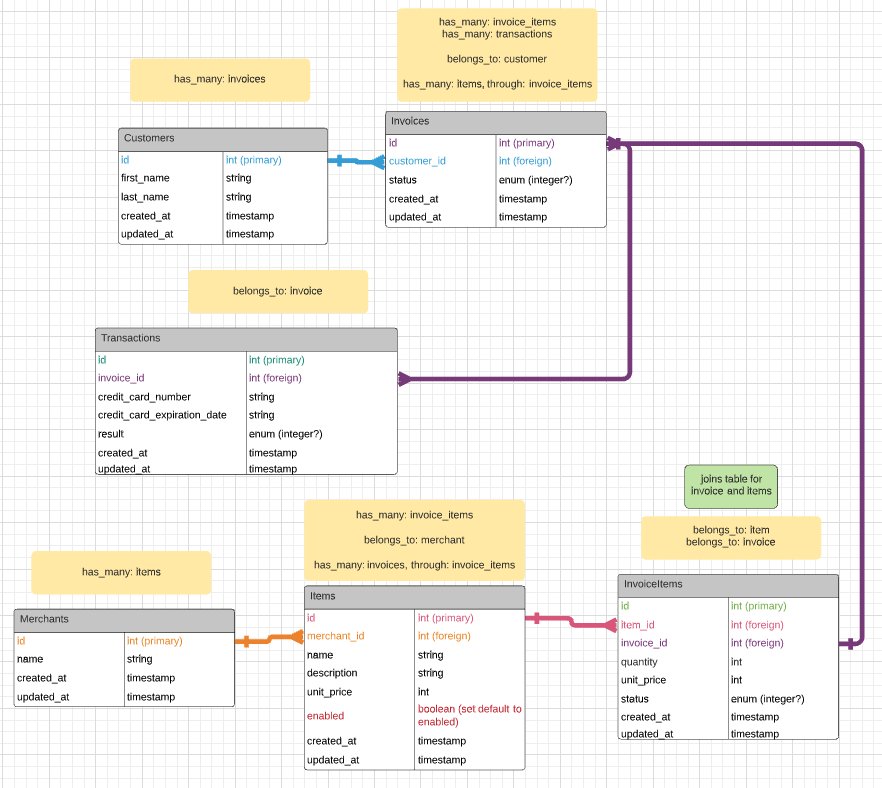 has_many: invoice_items
has_many: transactions
belongs_to: customer
has_many: items, through: invoice_items
has_many: invoices
Invoices
id int (primary)
customer_id int (foreign)
status enum (integer?)
created_at timestamp
updated_at timestamp
Customers
id int (primary)
first_name string
last_name string
created_at timestamp
updated_at timestamp
belongs_to: invoice
Transactions
id int (primary)
invoice_id int (foreign)
credit_card_number string
credit_card_expiration_date string
result enum (integer?)
created_at timestamp
updated_at timestamp
joins table for
invoice and items
has_many: invoice_items
belongs_to: merchant
has_many: invoices, through: invoice_items
belongs_to: item
belongs_to: invoice
has_many: items
Merchants
id int (primary)
name string
created_at timestamp
updated_at timestamp
Items
id int (primary)
merchant_id int (foreign)
name string
description string
unit_price int
enabled boolean (set default to
enabled)
created_at timestamp
updated_at timestamp
InvoiceItems
id int (primary)
item_id int (foreign)
invoice_id int (foreign)
quantity int
unit_price int
status enum (integer?)
created_at timestamp
updated_at timestamp